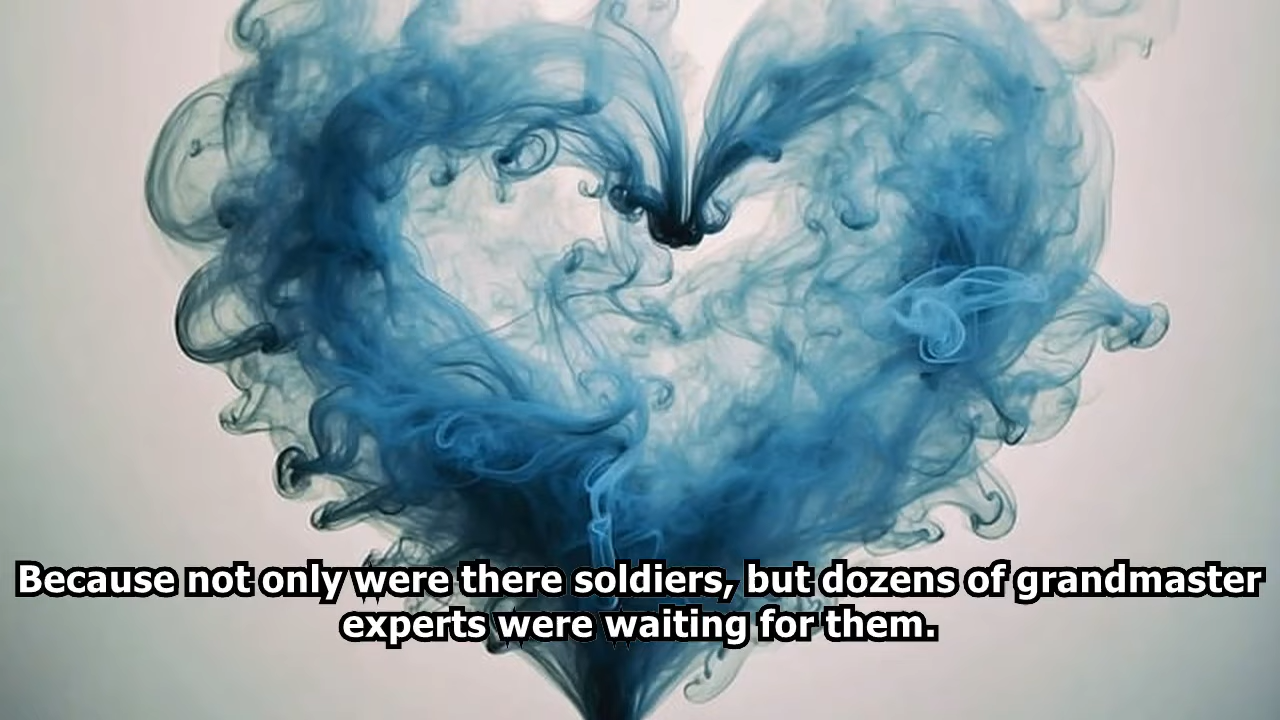 Because not only were there soldiers, but dozens of grandmaster
experts were waiting for them.